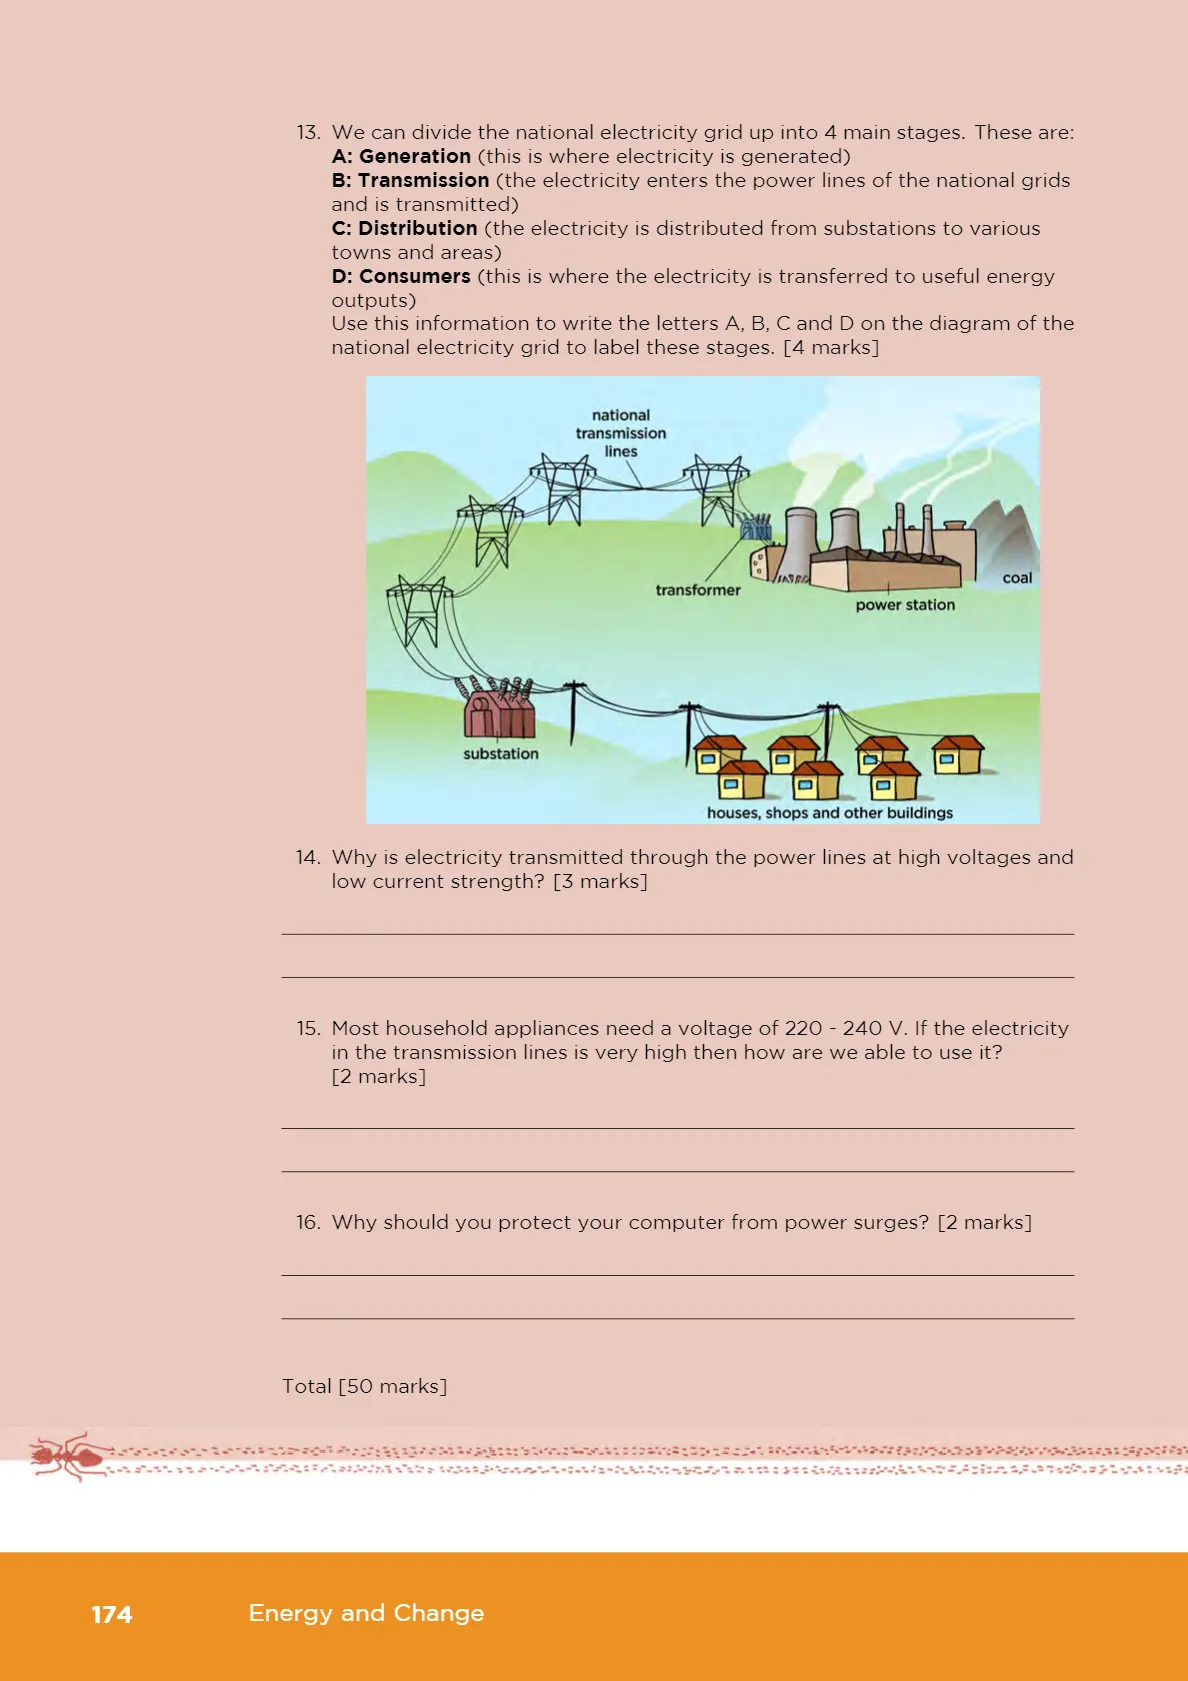 13. We can divide the national electricity grid up into 4 main stages. These are:
A: Generation (this is where electricity is generated)
B: Transmission (the electricity enters the power lines of the national grids
and is transmitted)
C: Distribution (the electricity is distributed from substations to various
towns and areas)
D: Consumers (this is where the electricity is transferred to useful energy
outputs)
Use this information to write the letters A, B, C and D on the diagram of the
national electricity grid to label these stages. [4 marks]
national
transmission
lines
transformer
coal
power station
substation
houses, shops and other buildings
14. Why is electricity transmitted through the power lines at high voltages and
low current strength? [3 marks]
15. Most household appliances need a voltage of 220 - 240 V. If the electricity
in the transmission lines is very high then how are we able to use it?
[2 marks]
16. Why should you protect your computer from power surges? [2 marks]
Total [50 marks]
174 Energy and Change